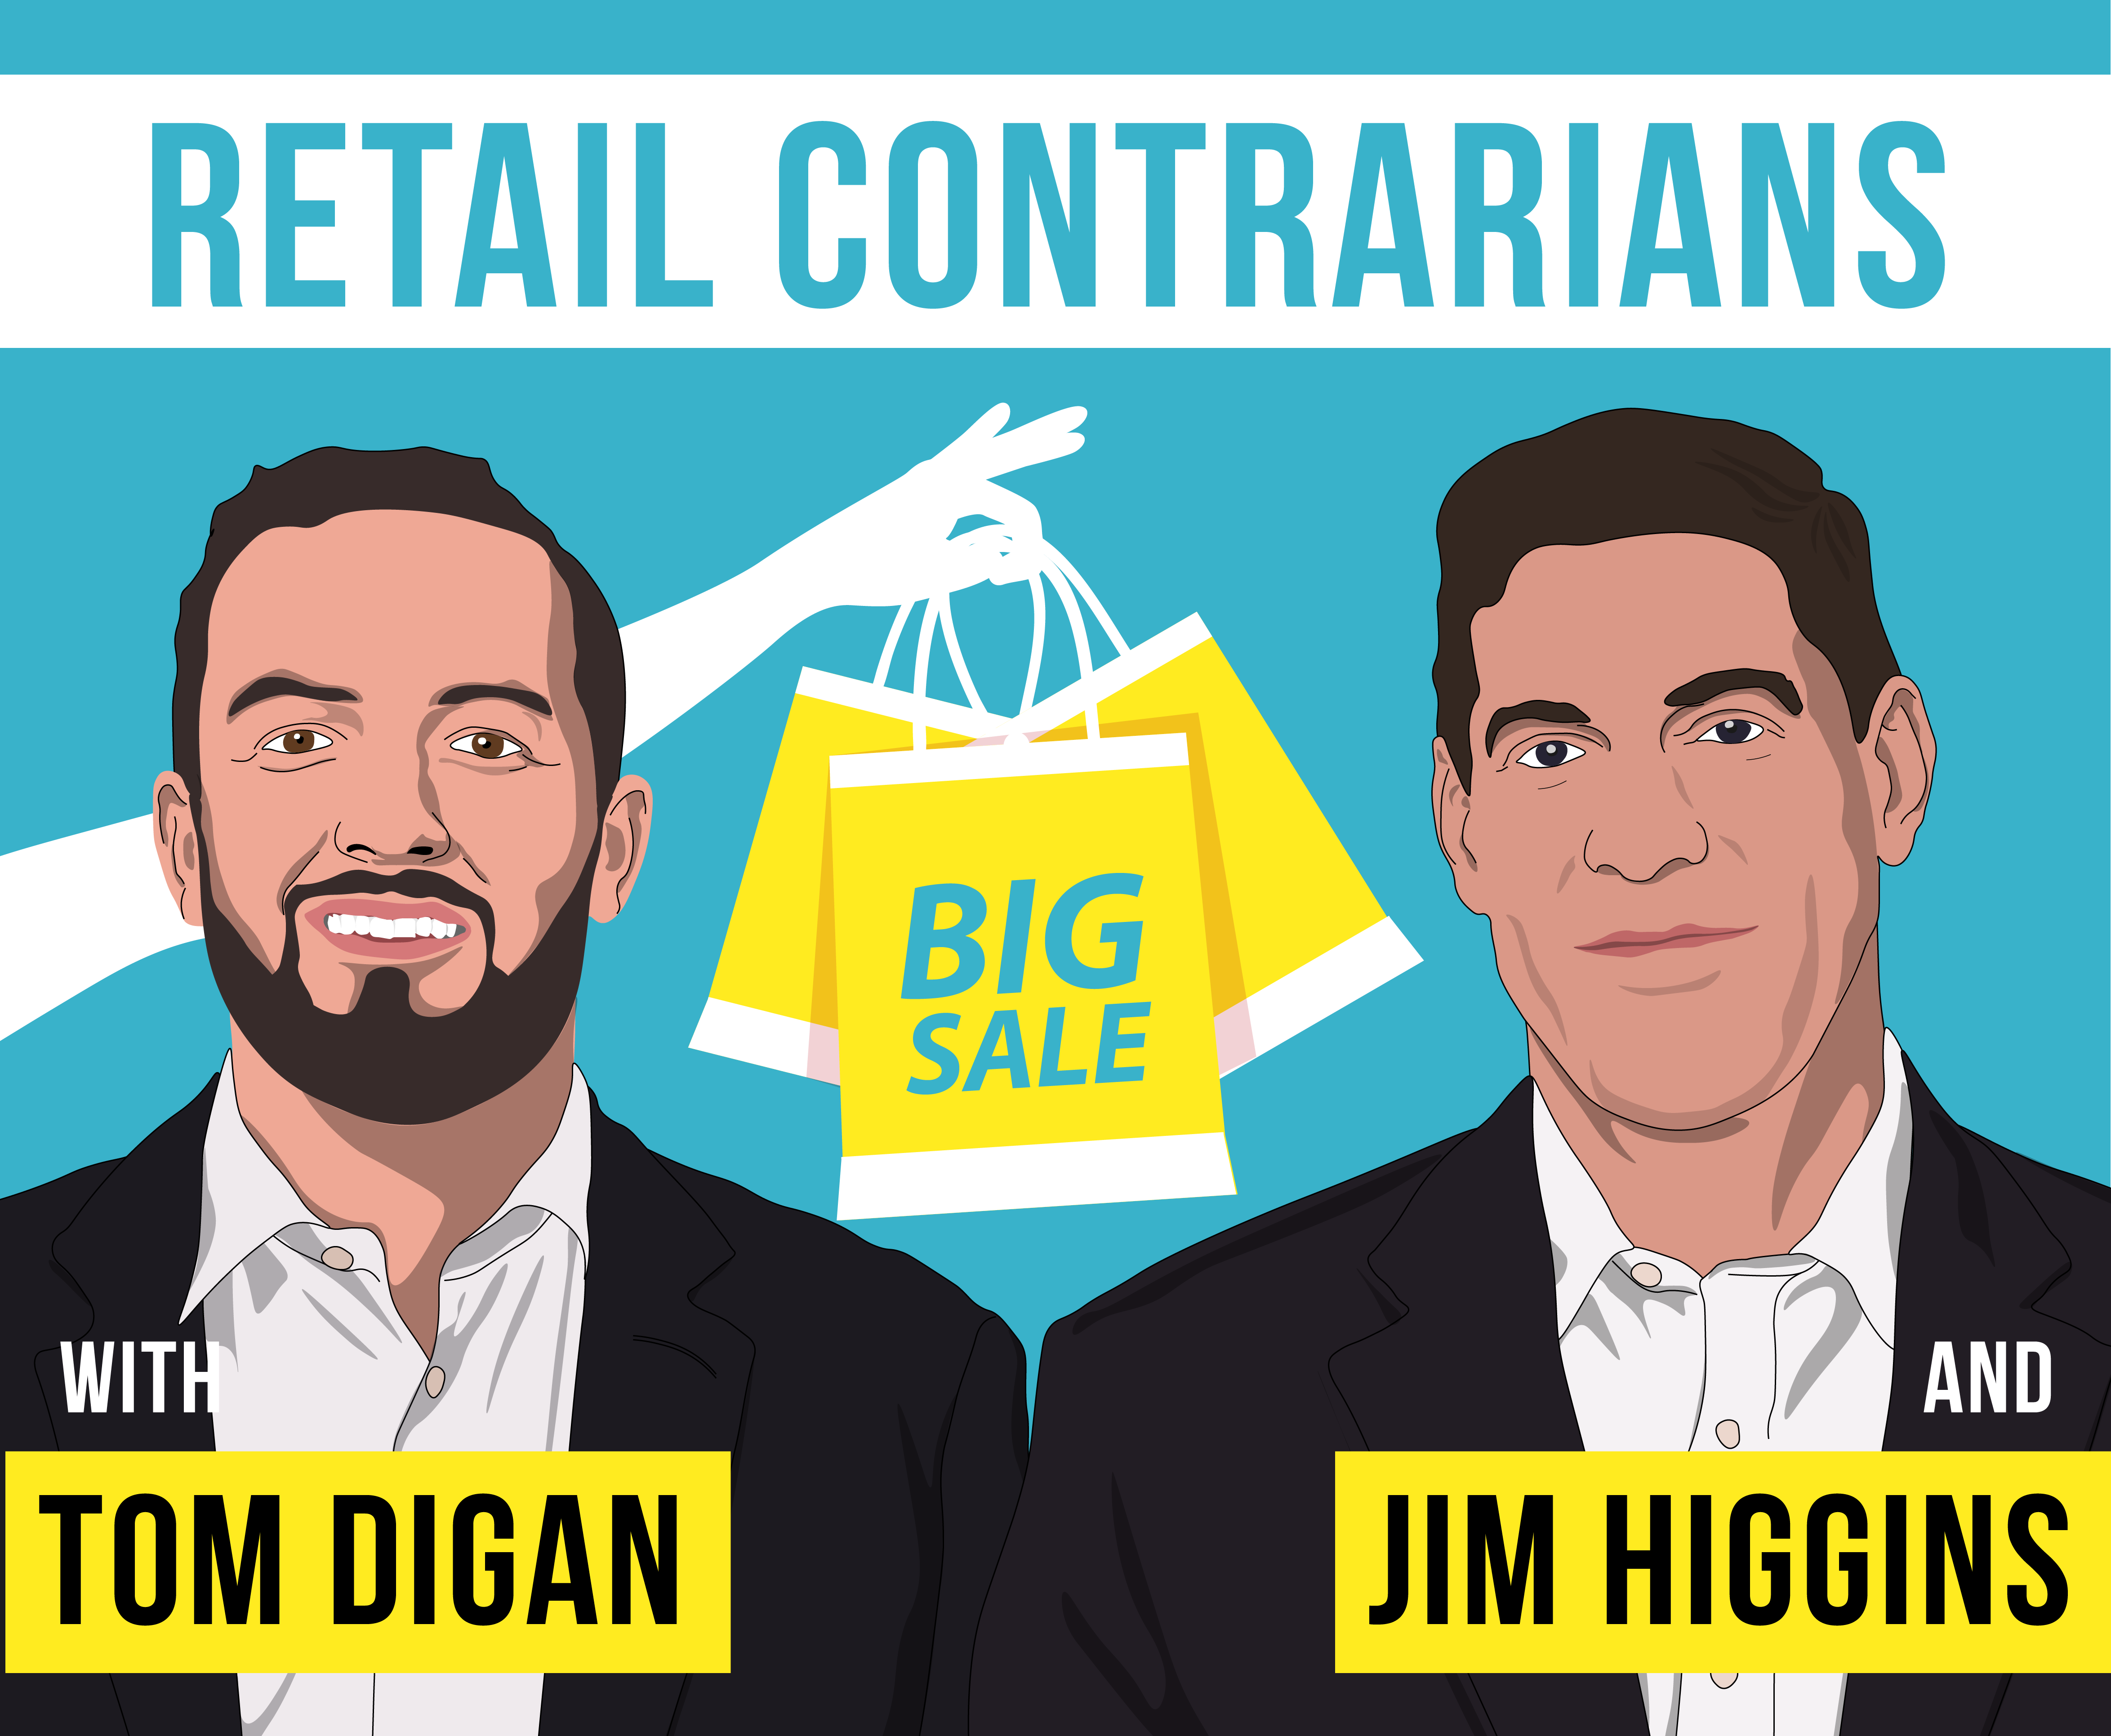 RETAIL CONTRARIANS
BIG
SALE
WITH
TOM DIGAN
AND
JIM HIGGINS